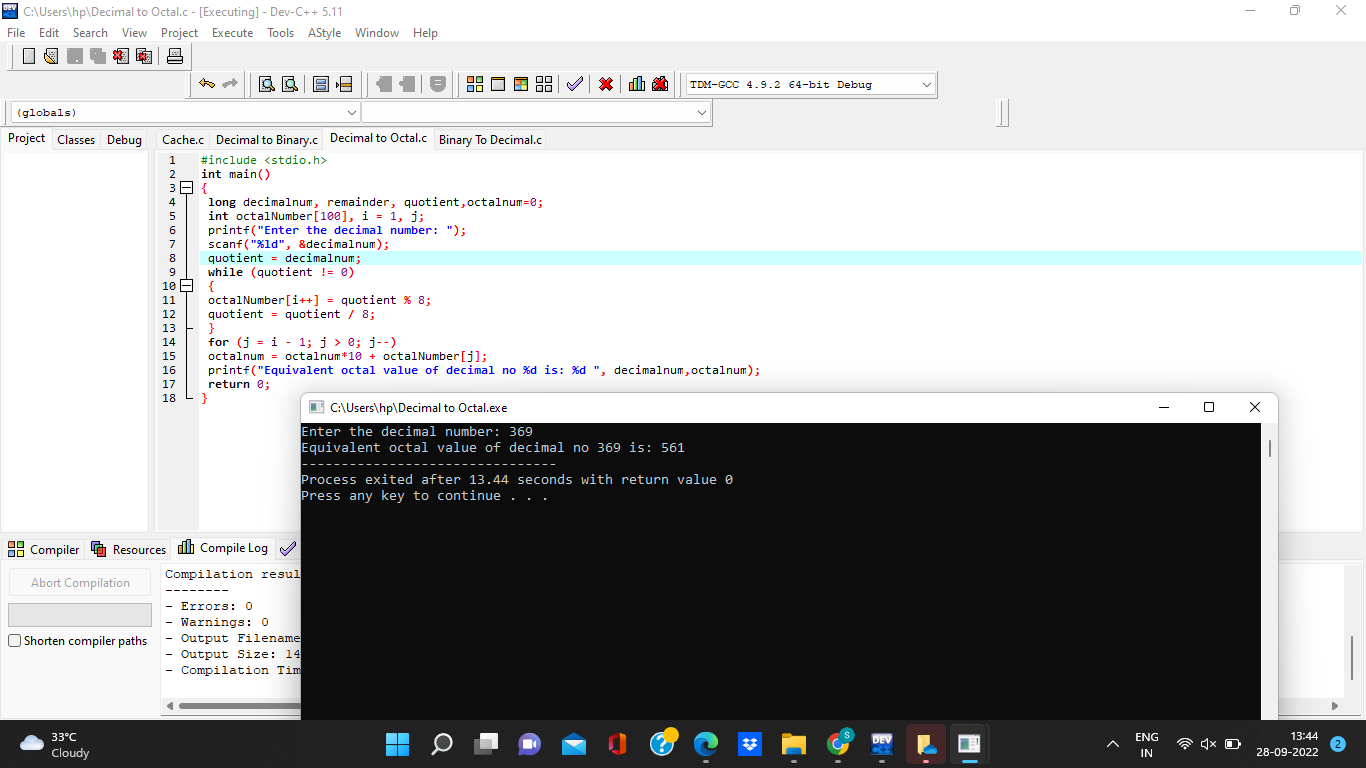 C:\Users\hp\Decimal to Octal.c - [Executing] - Dev-C++ 5.11
File Edit Search View Project Execute Tools AStyle Window Help
TDM-GCC 4.9.2 64-bit Debug
(globals)
Project Classes Debug Cache.c Decimal to Binary.c Decimal to Octal.c Binary To Decimal.c
1 #include <stdio.h>
2 int main()
3 {
4 long decimalnum, remainder, quotient,octalnum=0;
5 int octalNumber[100], i = 1, j;
6 printf("Enter the decimal number: ");
7 scanf("%ld", &decimalnum);
8 quotient = decimalnum;
9 while (quotient != 0)
10 {
11 octalNumber[i++] = quotient % 8;
12 quotient = quotient / 8;
13 }
14 for (j = i - 1; j > 0; j--)
15 octalnum = octalnum*10 + octalNumber[j];
16 printf("Equivalent octal value of decimal no %d is: %d ", decimalnum,octalnum);
17 return 0;
18 }
C:\Users\hp\Decimal to Octal.exe
Enter the decimal number: 369
Equivalent octal value of decimal no 369 is: 561
--------------------------------
Process exited after 13.44 seconds with return value 0
Press any key to continue . . .
Compiler Resources Compile Log
Abort Compilation
Shorten compiler paths
Compilation resul
--------
- Errors: 0
- Warnings: 0
- Output Filename
- Output Size: 14
- Compilation Tim
33°C
Cloudy
DEV
S
ENG
IN
13:44
28-09-2022
2